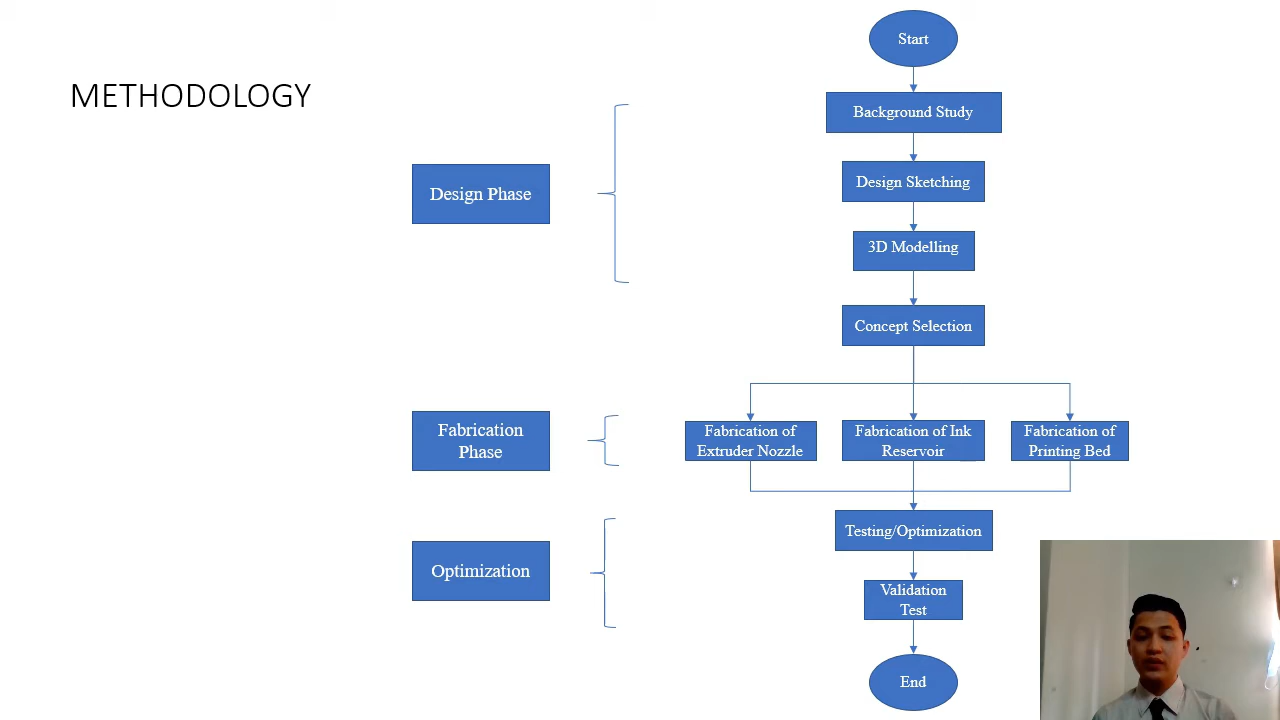 METHODOLOGY
Start
Background Study
Design Phase
Design Sketching
3D Modelling
Concept Selection
Fabrication
Phase
Fabrication of
Extruder Nozzle
Fabrication of Ink
Reservoir
Fabrication of
Printing Bed
Optimization
Testing/Optimization
Validation
Test
End